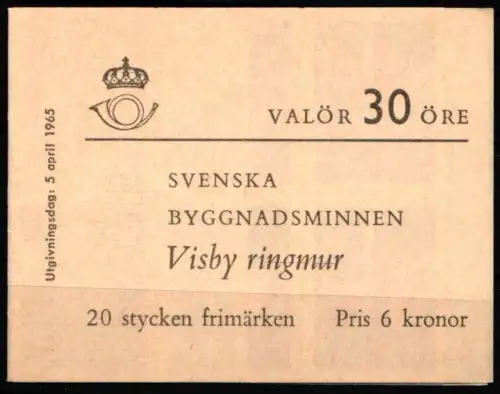 VALÖR 30 ÖRE
SVENSKA
BYGGNADSMINNEN
Visby ringmur
20 stycken frimärken Pris 6 kronor
Utgivningsdag: 5 april 1965